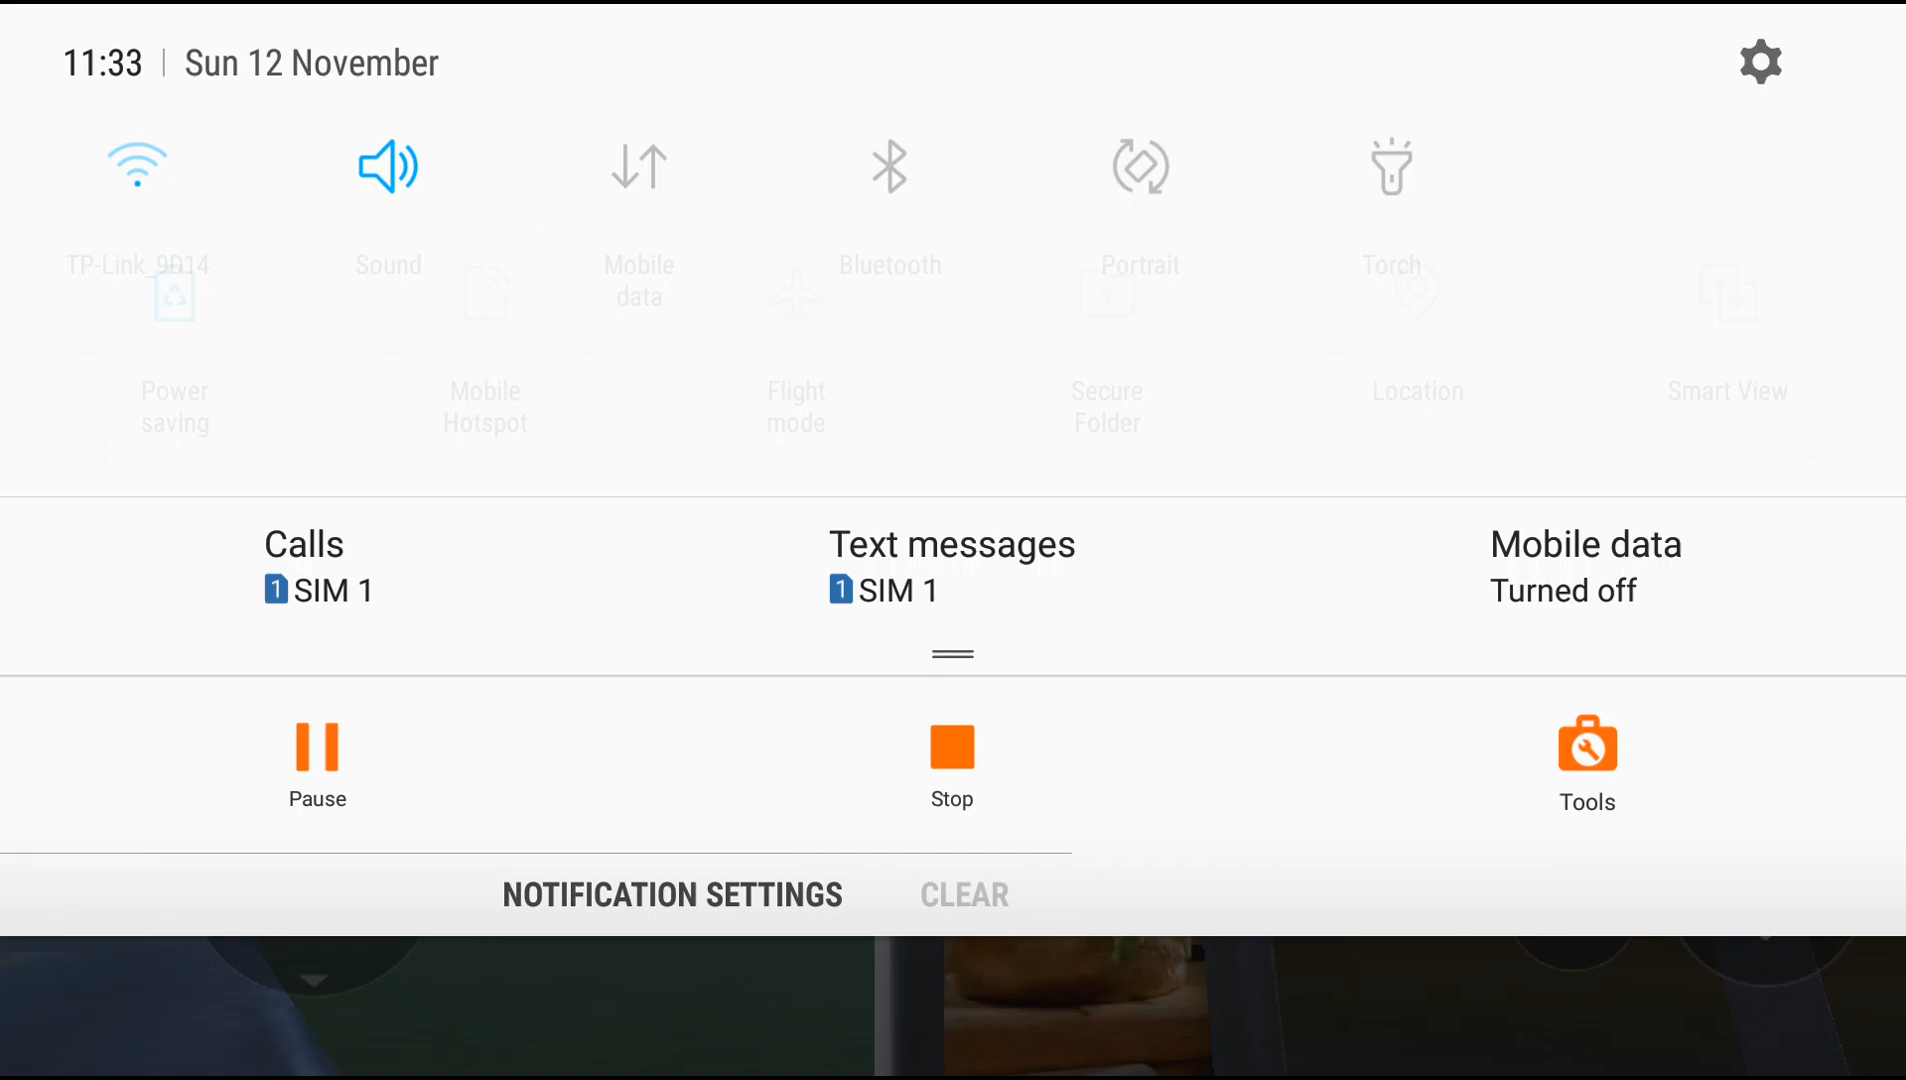 11:33 | Sun 12 November
TP-Link_9D14
Sound
Mobile
data
Bluetooth
Portrait
Torch
Power
saving
Mobile
Hotspot
Flight
mode
Secure
Folder
Location
Smart View
Calls
1 SIM 1
Text messages
1 SIM 1
Mobile data
Turned off
Pause
Stop
Tools
NOTIFICATION SETTINGS
CLEAR